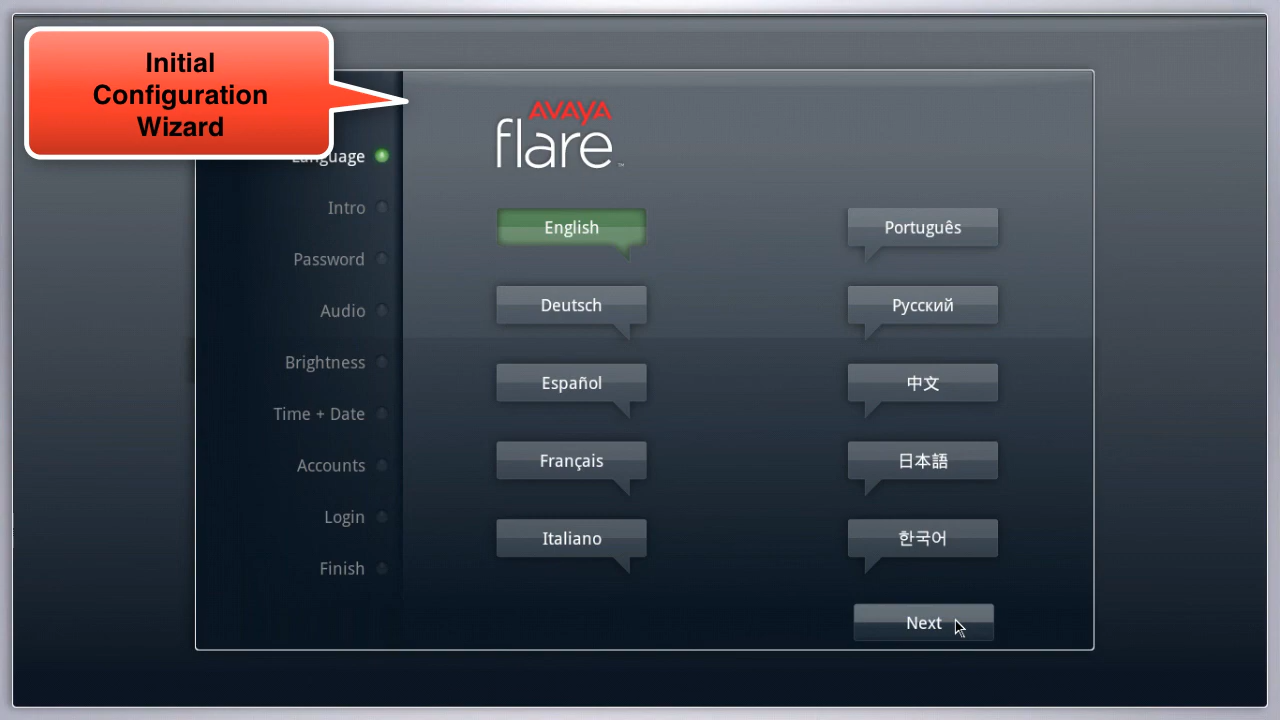 Initial
Configuration
Wizard
Language
Intro
Password
Audio
Brightness
Time + Date
Accounts
Login
Finish
AVAYA
flare™
English
Português
Deutsch
Русский
Español
中文
Français
日本語
Italiano
한국어
Next